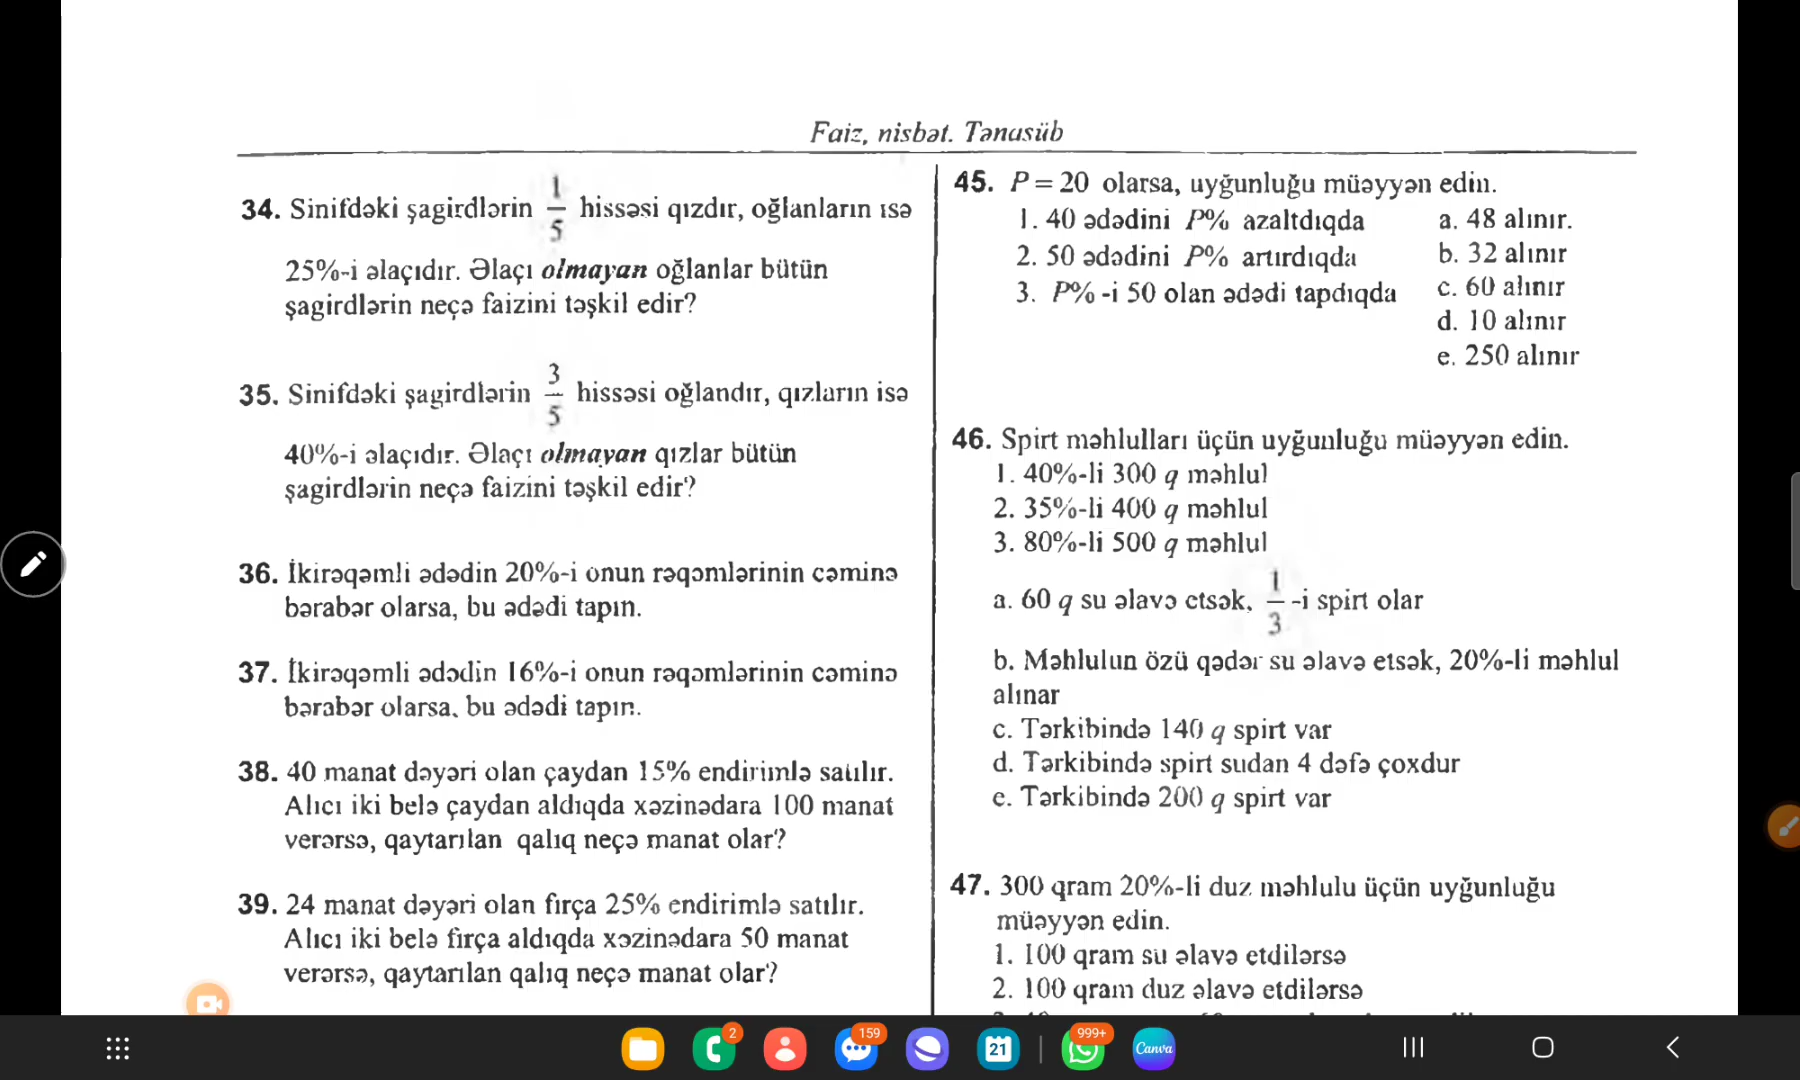 Faiz, nisbət. Tənasüb
34. Sinifdəki şagirdlərin 1/5 hissəsi qızdır, oğlanların isə
25%-i əlaçıdır. Əlaçı olmayan oğlanlar bütün
şagirdlərin neçə faizini təşkil edir?
35. Sinifdəki şagirdlərin 3/5 hissəsi oğlandır, qızların isə
40%-i əlaçıdır. Əlaçı olmayan qızlar bütün
şagirdlərin neçə faizini təşkil edir?
36. İkirəqəmli ədədin 20%-i onun rəqəmlərinin cəminə
bərabər olarsa, bu ədədi tapın.
37. İkirəqəmli ədədin 16%-i onun rəqəmlərinin cəminə
bərabər olarsa, bu ədədi tapın.
38. 40 manat dəyəri olan çaydan 15% endirimlə satılır.
Alıcı iki belə çaydan aldıqda xəzinədara 100 manat
verərsə, qaytarılan qalıq neçə manat olar?
39. 24 manat dəyəri olan fırça 25% endirimlə satılır.
Alıcı iki belə fırça aldıqda xəzinədara 50 manat
verərsə, qaytarılan qalıq neçə manat olar?
45. P = 20 olarsa, uyğunluğu müəyyən edin.
1. 40 ədədini P% azaltdıqda
2. 50 ədədini P% artırdıqda
3. P% -i 50 olan ədədi tapdıqda
a. 48 alınır.
b. 32 alınır
c. 60 alınır
d. 10 alınır
e. 250 alınır
46. Spirt məhlulları üçün uyğunluğu müəyyən edin.
1. 40%-li 300 q məhlul
2. 35%-li 400 q məhlul
3. 80%-li 500 q məhlul
a. 60 q su əlavə etsək, 1/3 -i spirt olar
b. Məhlulun özü qədər su əlavə etsək, 20%-li məhlul
alınar
c. Tərkibində 140 q spirt var
d. Tərkibində spirt sudan 4 dəfə çoxdur
e. Tərkibində 200 q spirt var
47. 300 qram 20%-li duz məhlulu üçün uyğunluğu
müəyyən edin.
1. 100 qram su əlavə etdilərsə
2. 100 qram duz əlavə etdilərsə
2
159
21
999+
Canva